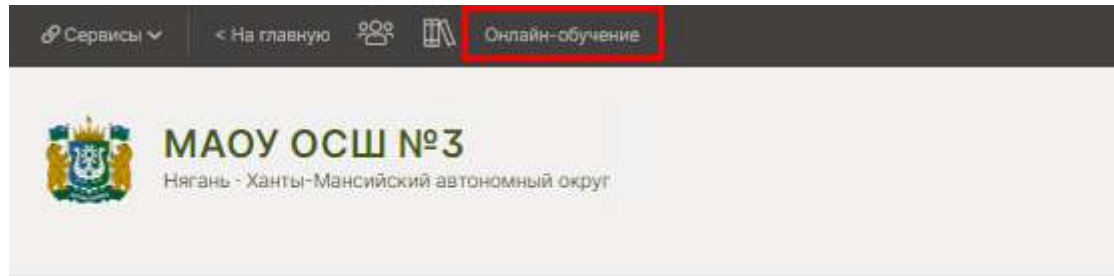 Сервисы < На главную Онлайн-обучение
МАОУ ОСШ №3
Нягань - Ханты-Мансийский автономный округ